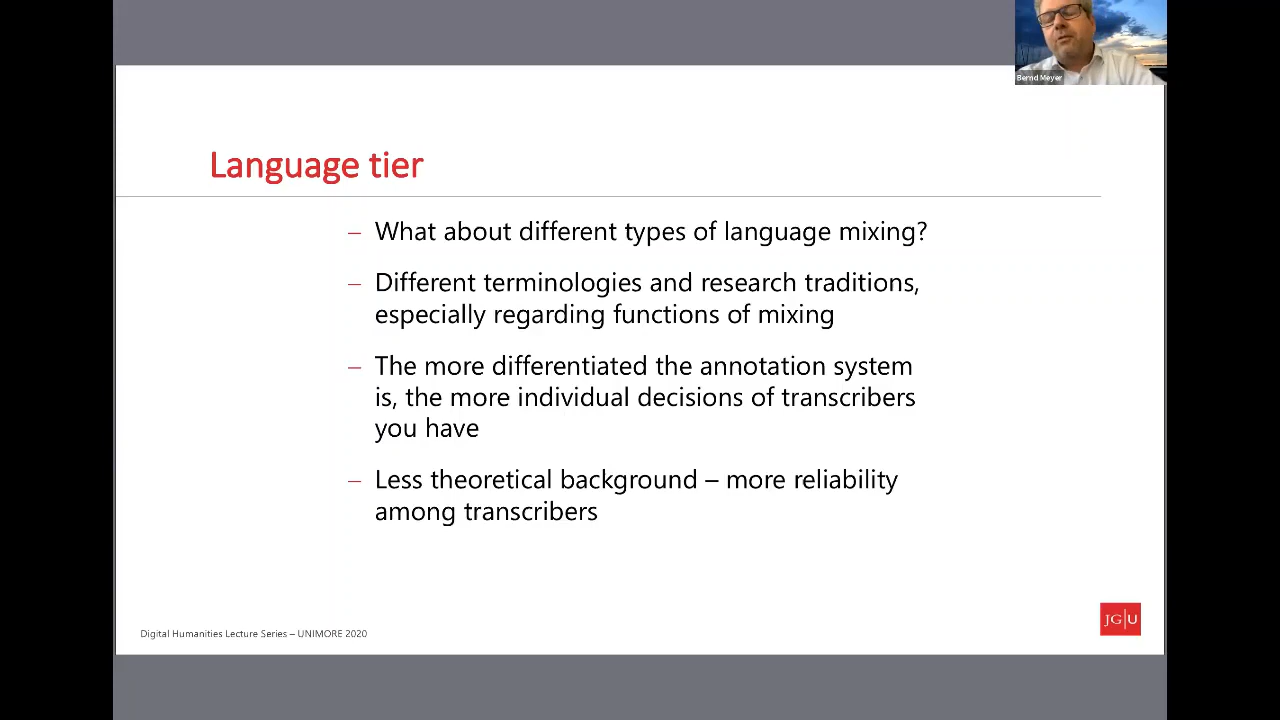 Bernd Meyer
Language tier
– What about different types of language mixing?
– Different terminologies and research traditions,
especially regarding functions of mixing
– The more differentiated the annotation system
is, the more individual decisions of transcribers
you have
– Less theoretical background – more reliability
among transcribers
Digital Humanities Lecture Series – UNIMORE 2020
JG|U